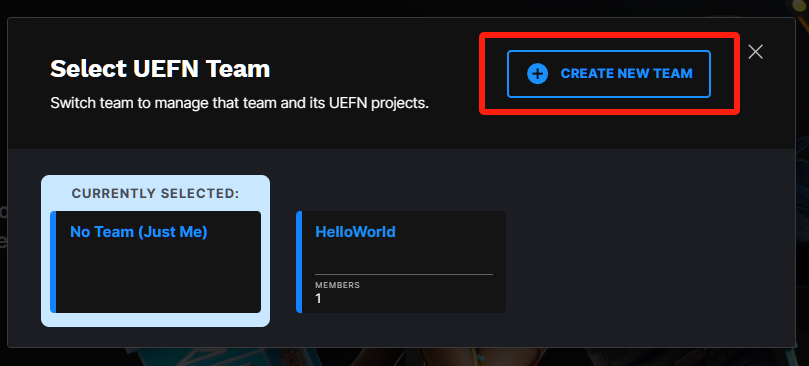 Select UEFN Team
CREATE NEW TEAM
Switch team to manage that team and its UEFN projects.
CURRENTLY SELECTED:
No Team (Just Me)
HelloWorld
MEMBERS
1